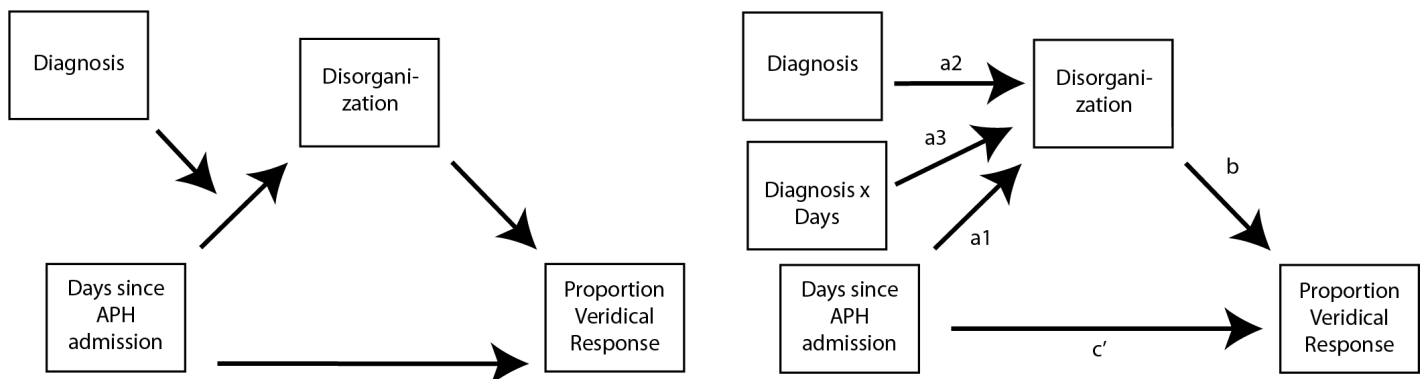 Diagnosis
Disorgani-
zation
Days since
APH
admission
Proportion
Veridical
Response
Diagnosis
a2
Disorgani-
zation
a3
Diagnosis x
Days
a1
b
Days since
APH
admission
c’
Proportion
Veridical
Response